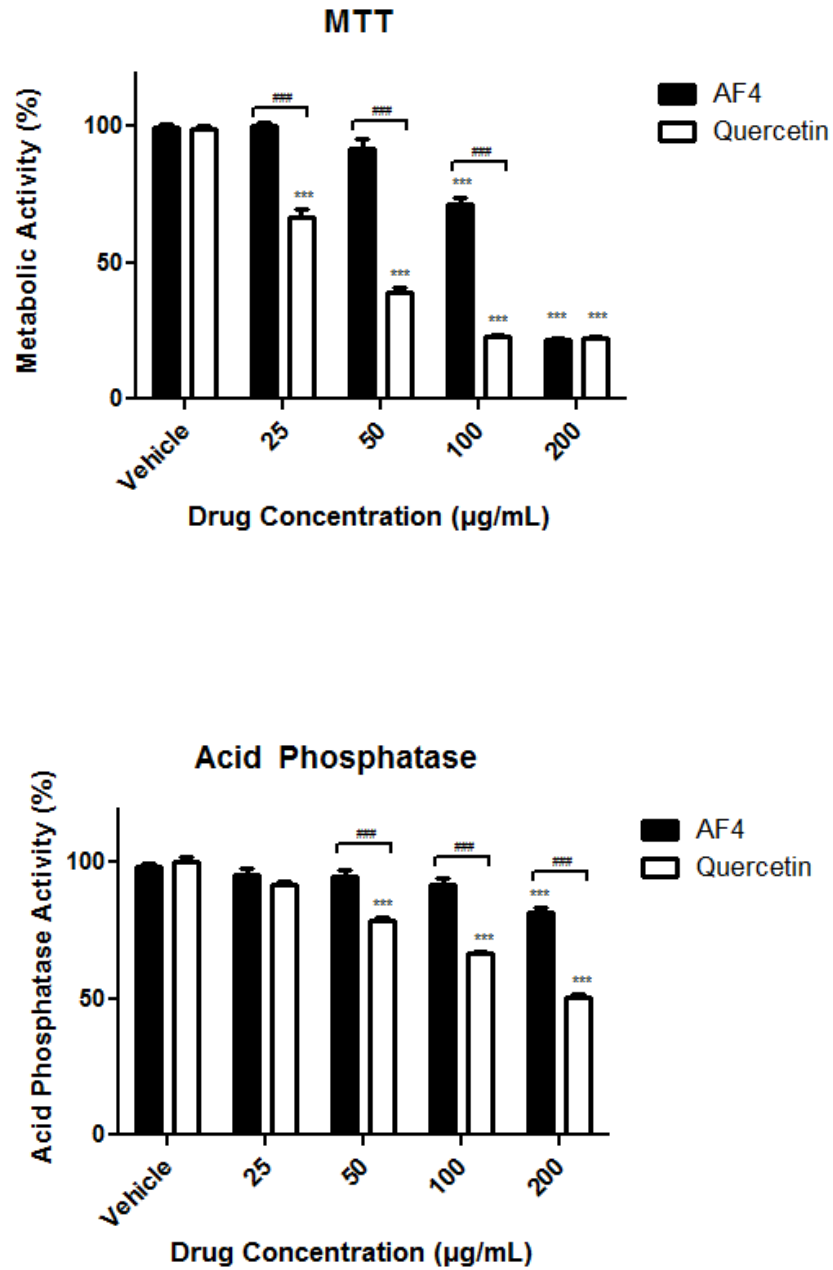 MTT
Metabolic Activity (%)
100
50
0
###
###
###
***
***
***
***
***
***
AF4
Quercetin
Vehicle
25
50
100
200
Drug Concentration (µg/mL)
Acid Phosphatase
Acid Phosphatase Activity (%)
100
50
0
###
###
###
***
***
***
***
AF4
Quercetin
Vehicle
25
50
100
200
Drug Concentration (µg/mL)